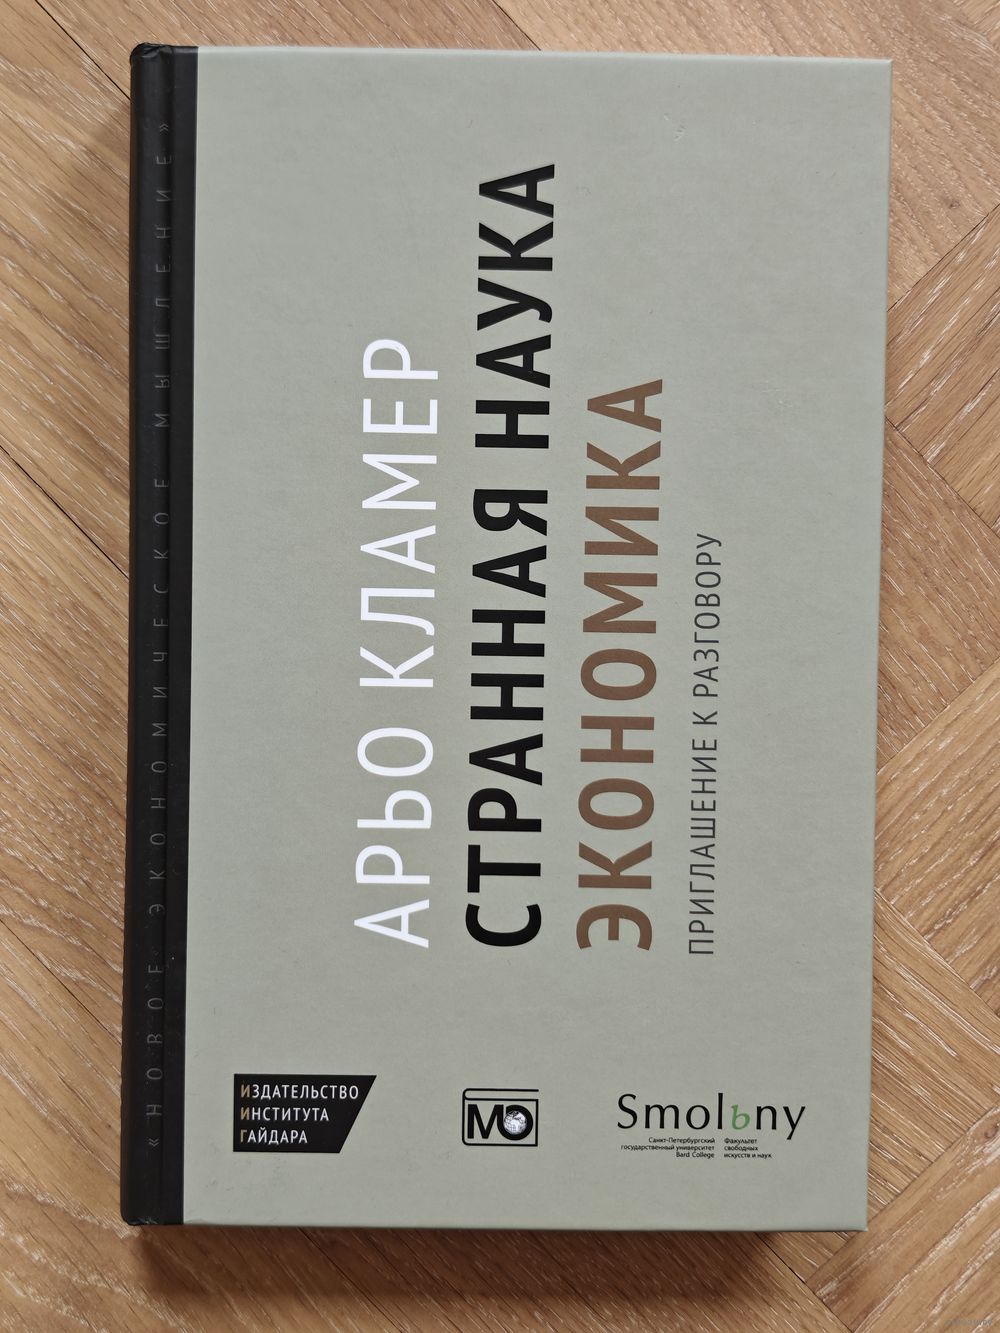 « НОВОЕ ЭКОНОМИЧЕСКОЕ МЫШЛЕНИЕ »
АРЬО КЛАМЕР
СТРАННАЯ НАУКА
ЭКОНОМИКА
ПРИГЛАШЕНИЕ К РАЗГОВОРУ
ИЗДАТЕЛЬСТВО
ИНСТИТУТА
ГАЙДАРА
МО
Smolьny
Санкт-Петербургский
государственный университет
Bard College
Факультет
свободных
искусств и наук